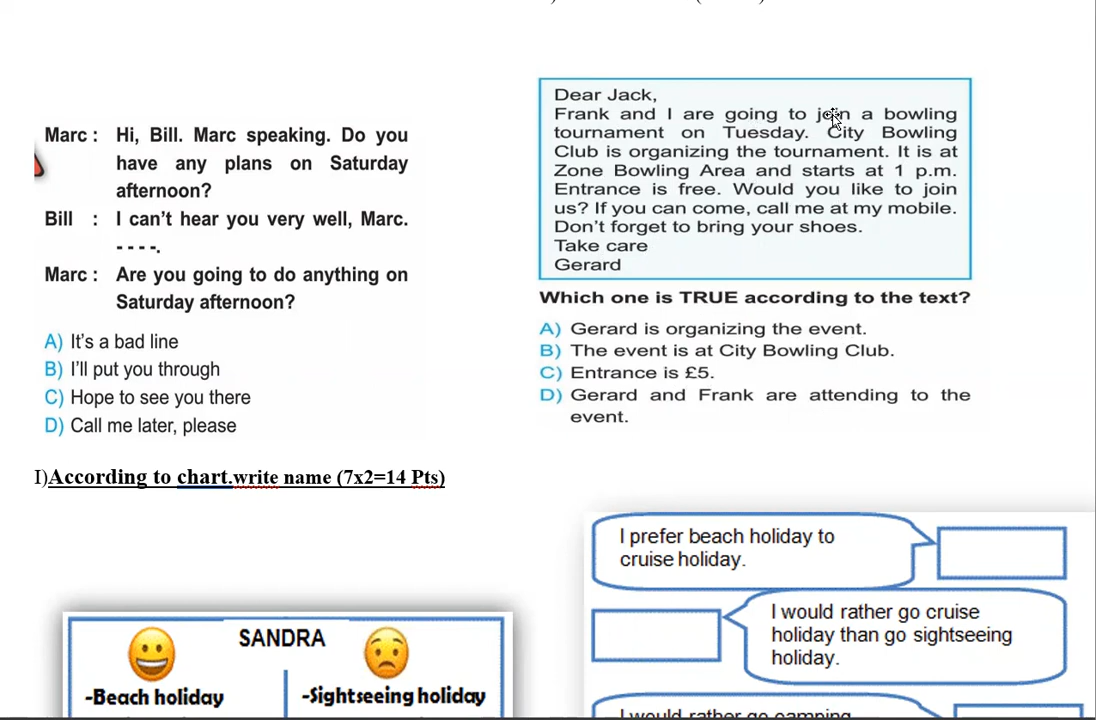 Marc : Hi, Bill. Marc speaking. Do you
have any plans on Saturday
afternoon?
Bill : I can't hear you very well, Marc.
- - - -.
Marc : Are you going to do anything on
Saturday afternoon?
A) It's a bad line
B) I'll put you through
C) Hope to see you there
D) Call me later, please
Dear Jack,
Frank and I are going to join a bowling
tournament on Tuesday. City Bowling
Club is organizing the tournament. It is at
Zone Bowling Area and starts at 1 p.m.
Entrance is free. Would you like to join
us? If you can come, call me at my mobile.
Don't forget to bring your shoes.
Take care
Gerard
Which one is TRUE according to the text?
A) Gerard is organizing the event.
B) The event is at City Bowling Club.
C) Entrance is £5.
D) Gerard and Frank are attending to the
event.
I)According to chart.write name (7x2=14 Pts)
SANDRA
-Beach holiday
-Sightseeing holiday
I prefer beach holiday to
cruise holiday.
I would rather go cruise
holiday than go sightseeing
holiday.
I would rather go camping